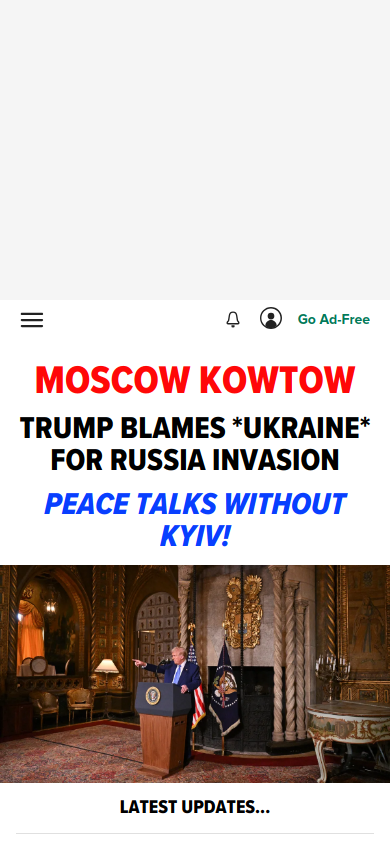 Go Ad-Free
MOSCOW KOWTOW
TRUMP BLAMES *UKRAINE*
FOR RUSSIA INVASION
PEACE TALKS WITHOUT
KYIV!
LATEST UPDATES...